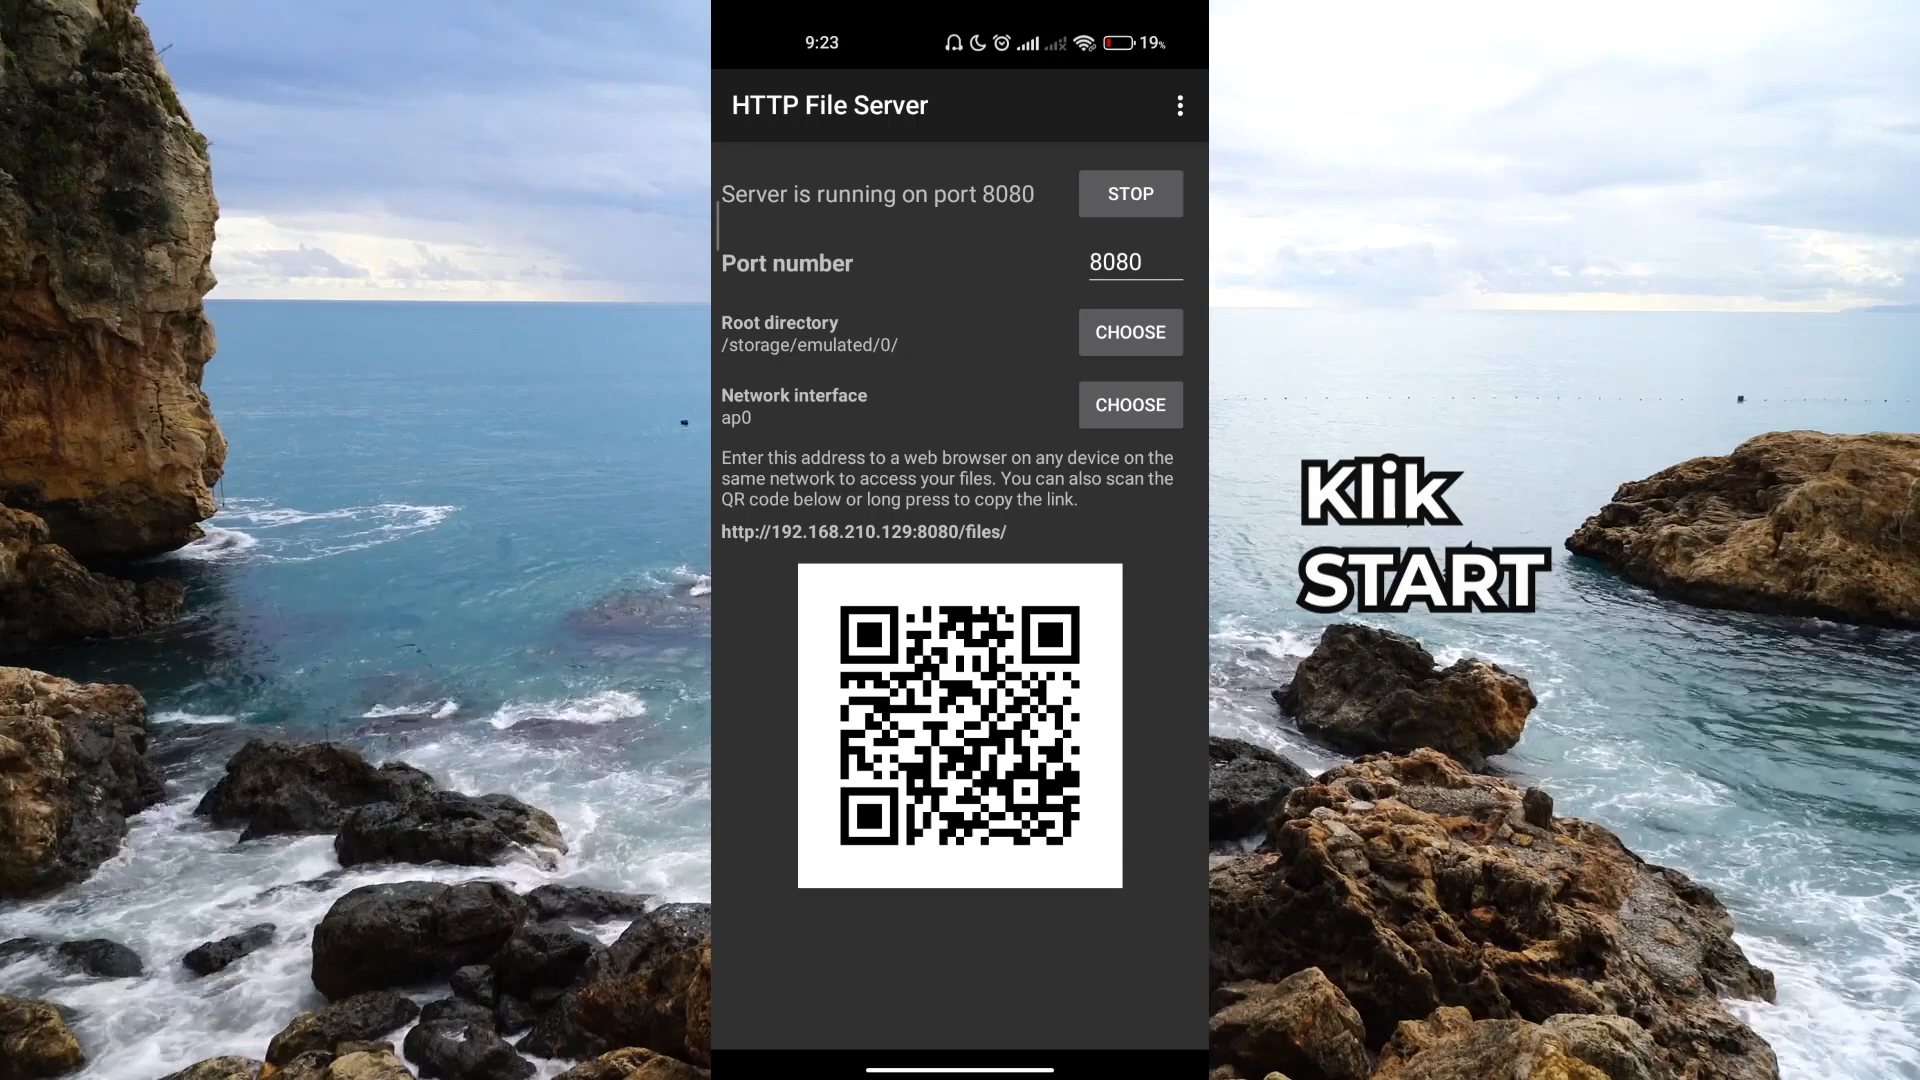 9:23
19%
HTTP File Server
Server is running on port 8080
STOP
Port number
8080
Root directory
/storage/emulated/0/
CHOOSE
Network interface
ap0
CHOOSE
Enter this address to a web browser on any device on the
same network to access your files. You can also scan the
QR code below or long press to copy the link.
http://192.168.210.129:8080/files/
Klik
START